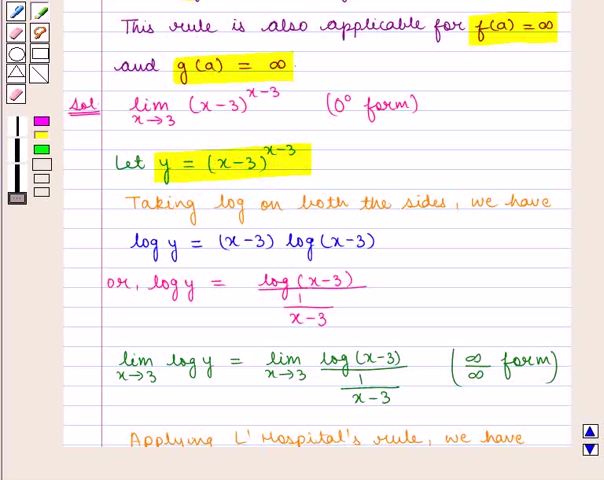 This rule is also applicable for f(a) = ∞
and g(a) = ∞.
Sol lim x→3 (x-3)^{x-3} (0° form)
Let y = (x-3)^{x-3}
Taking log on both the sides, we have
log y = (x-3) log (x-3)
or, log y = log (x-3) / (1 / (x-3))
lim x→3 log y = lim x→3 log (x-3) / (1 / (x-3)) (∞/∞ form)
Applying L' Hospital's rule, we have